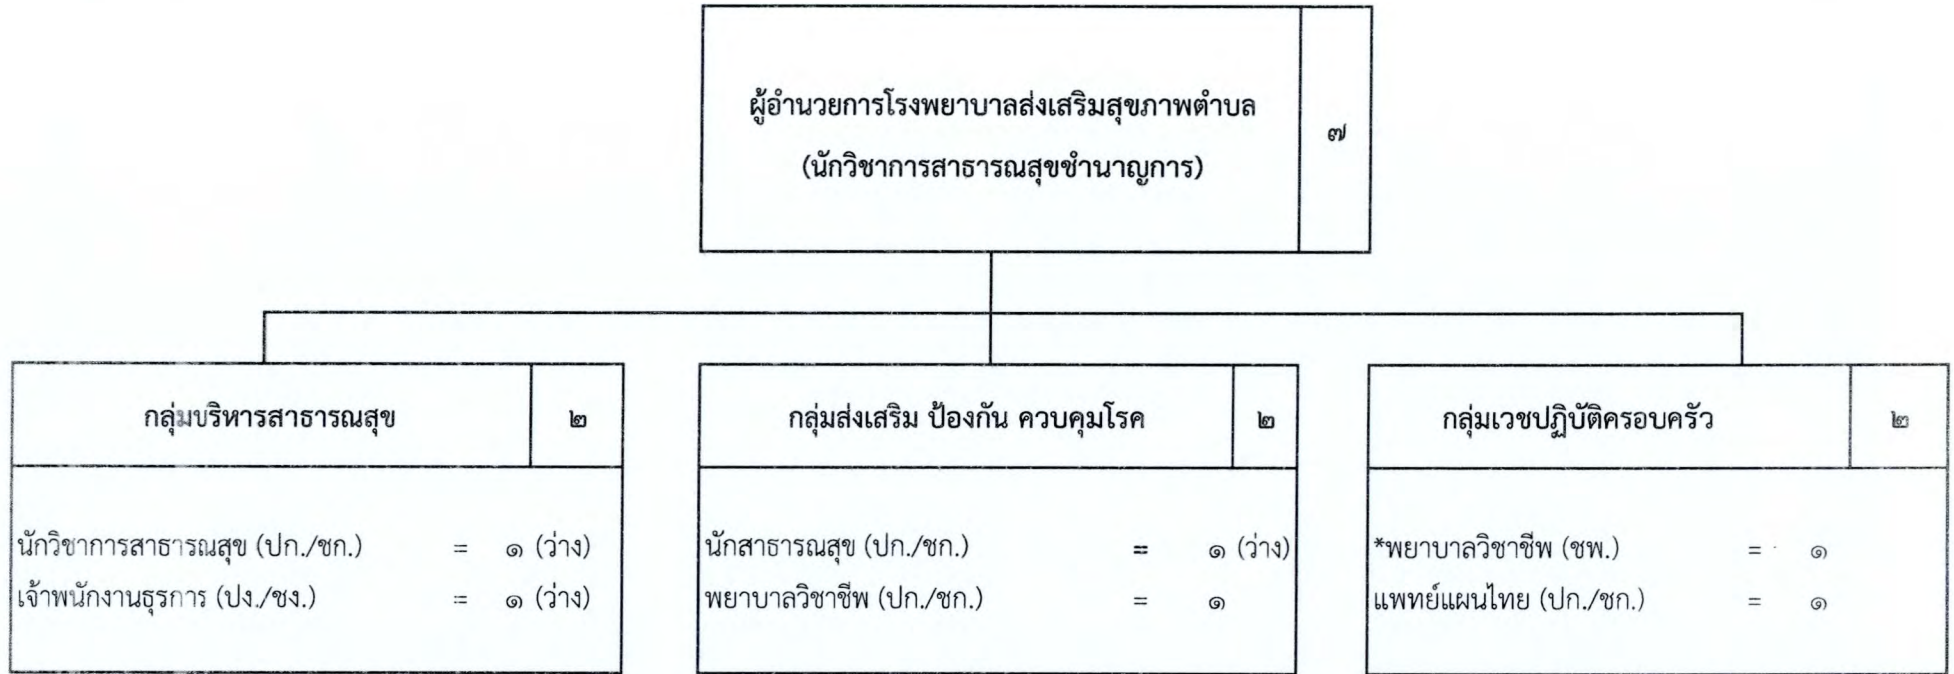 ผู้อำนวยการโรงพยาบาลส่งเสริมสุขภาพตำบล
(นักวิชาการสาธารณสุขชำนาญการ)
๗
กลุ่มบริหารสาธารณสุข ๒
นักวิชาการสาธารณสุข (ปก./ชก.) = ๑ (ว่าง)
เจ้าพนักงานธุรการ (ปง./ชง.) = ๑ (ว่าง)
กลุ่มส่งเสริม ป้องกัน ควบคุมโรค ๒
นักสาธารณสุข (ปก./ชก.) = ๑ (ว่าง)
พยาบาลวิชาชีพ (ปก./ชก.) = ๑
กลุ่มเวชปฏิบัติครอบครัว ๒
*พยาบาลวิชาชีพ (ชพ.) = ๑
แพทย์แผนไทย (ปก./ชก.) = ๑